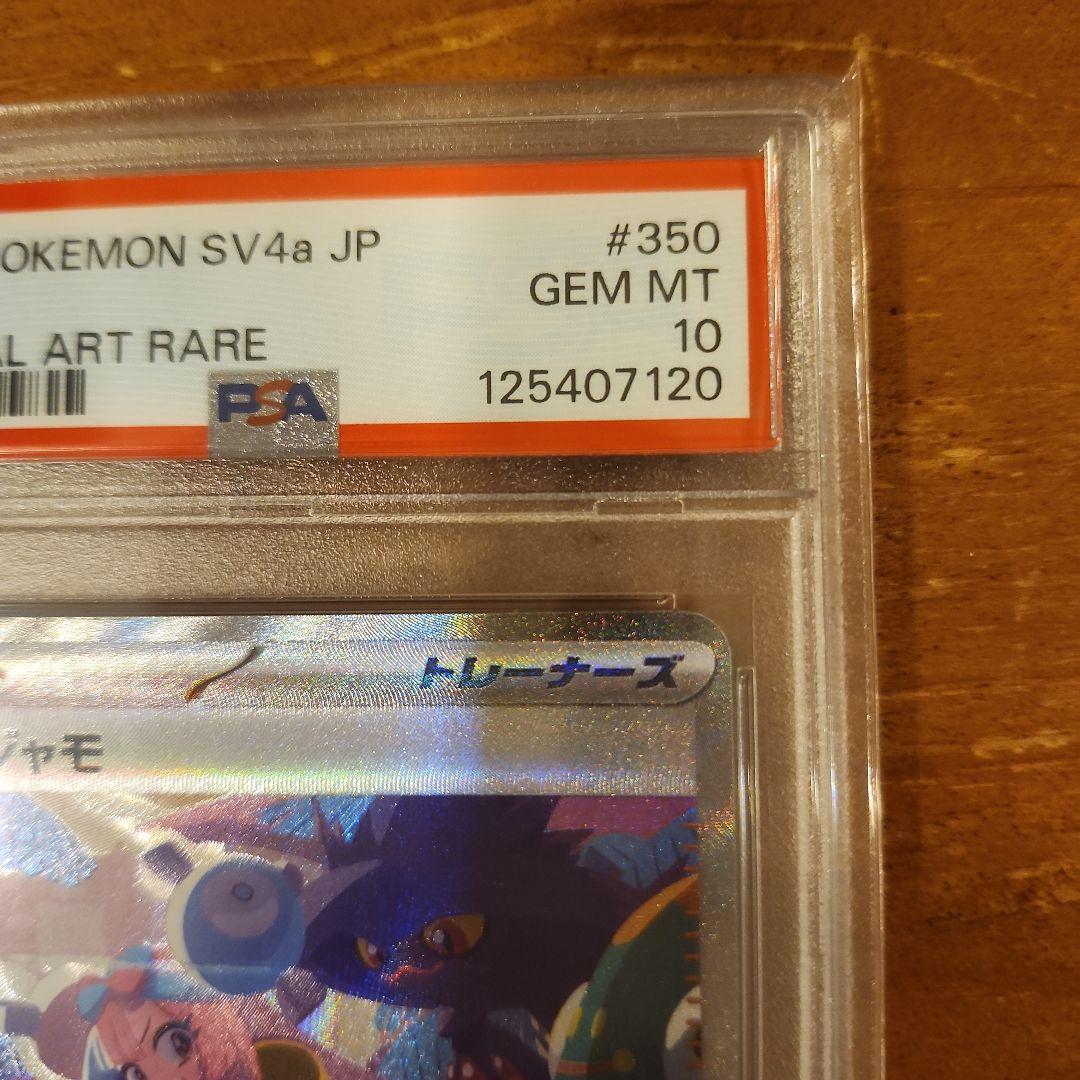 OKEMON SV4a JP #350
GEM MT
AL ART RARE 10
PSA 125407120
トレーナーズ
ジャモ